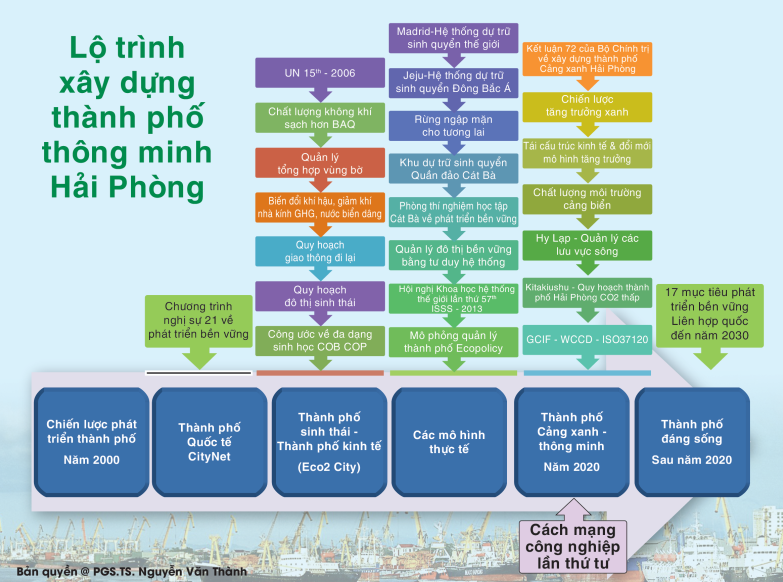 Lộ trình
xây dựng
thành phố
thông minh
Hải Phòng
UN 15th - 2006
Chất lượng không khí
sạch hơn BAQ
Quản lý
tổng hợp vùng bờ
Biến đổi khí hậu, giảm khí
nhà kính GHG, nước biển dâng
Quy hoạch
giao thông đi lại
Quy hoạch
đô thị sinh thái
Công ước về đa dạng
sinh học COB COP
Madrid-Hệ thống dự trữ
sinh quyển thế giới
Jeju-Hệ thống dự trữ
sinh quyển Đông Bắc Á
Rừng ngập mặn
cho tương lai
Khu dự trữ sinh quyển
Quần đảo Cát Bà
Phòng thí nghiệm học tập
Cát Bà về phát triển bền vững
Quản lý đô thị bền vững
bằng tư duy hệ thống
Hội nghị Khoa học hệ thống
thế giới lần thứ 57th
ISSS - 2013
Mô phỏng quản lý
thành phố Ecopolicy
Kết luận 72 của Bộ Chính trị
về xây dựng thành phố
Cảng xanh Hải Phòng
Chiến lược
tăng trưởng xanh
Tái cấu trúc kinh tế & đổi mới
mô hình tăng trưởng
Chất lượng môi trường
cảng biển
Hy Lạp - Quản lý các
lưu vực sông
Kitakiushu - Quy hoạch thành
phố Hải Phòng CO2 thấp
GCIF - WCCD - ISO37120
Chương trình
nghị sự 21 về
phát triển bền vững
17 mục tiêu phát
triển bền vững
Liên hợp quốc
đến năm 2030
Chiến lược phát
triển thành phố
Năm 2000
Thành phố
Quốc tế
CityNet
Thành phố
sinh thái -
Thành phố kinh tế
(Eco2 City)
Các mô hình
thực tế
Thành phố
Cảng xanh -
thông minh
Năm 2020
Thành phố
đáng sống
Sau năm 2020
Cách mạng
công nghiệp
lần thứ tư
Bản quyền @ PGS.TS. Nguyễn Văn Thành